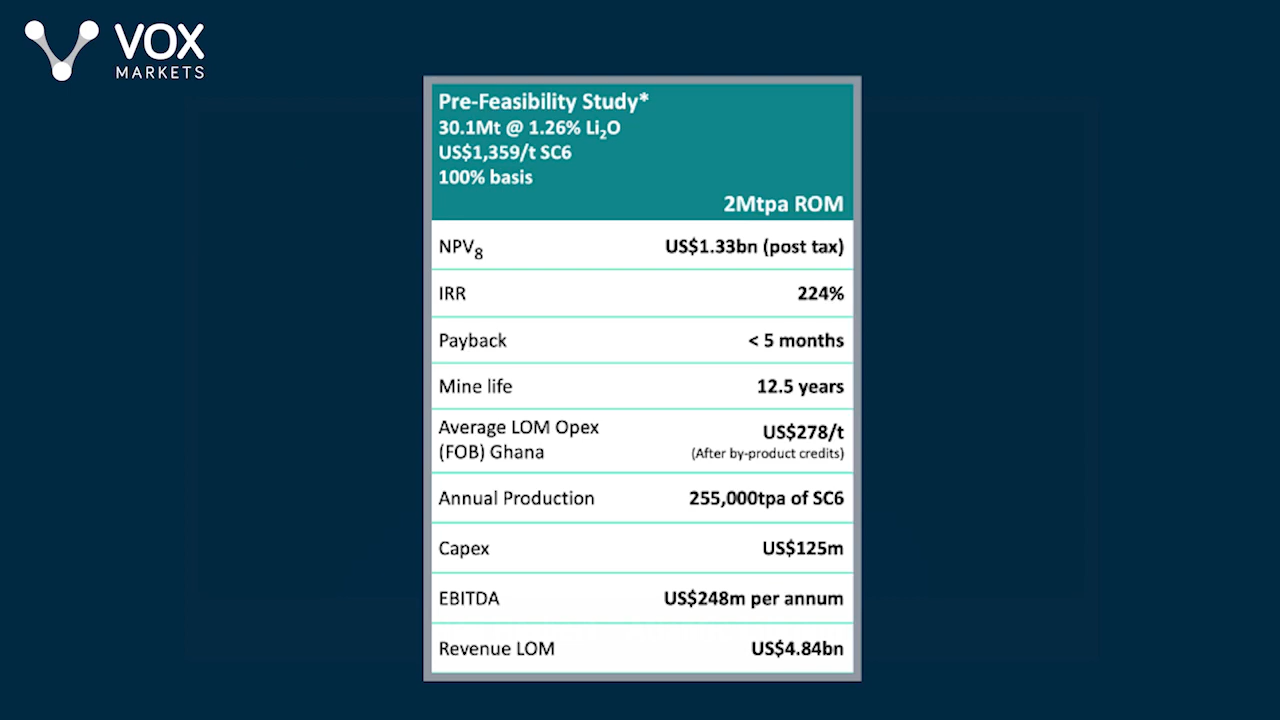 VOX
MARKETS
Pre-Feasibility Study*
30.1Mt @ 1.26% Li₂O
US$1,359/t SC6
100% basis
2Mtpa ROM
NPV₈ US$1.33bn (post tax)
IRR 224%
Payback < 5 months
Mine life 12.5 years
Average LOM Opex US$278/t
(FOB) Ghana (After by-product credits)
Annual Production 255,000tpa of SC6
Capex US$125m
EBITDA US$248m per annum
Revenue LOM US$4.84bn